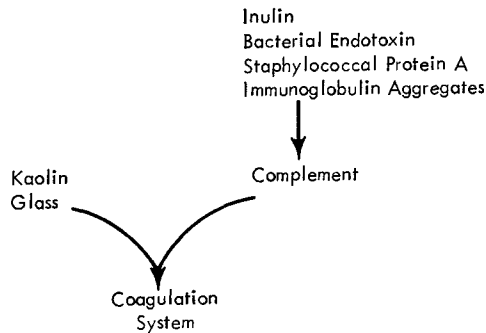 Inulin
Bacterial Endotoxin
Staphylococcal Protein A
Immunoglobulin Aggregates
Complement
Kaolin
Glass
Coagulation
System